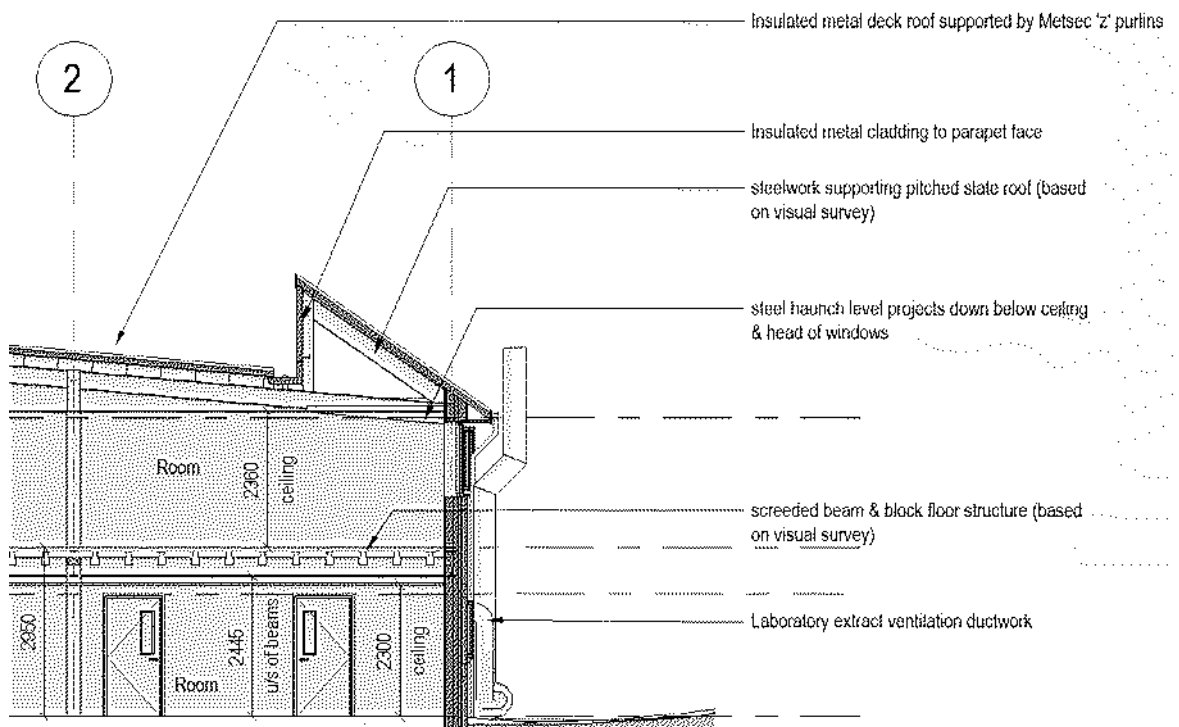 Insulated metal deck roof supported by Metsec 'z' purlins
2
1
Insulated metal cladding to parapet face
steelwork supporting pitched slate roof (based
on visual survey)
steel haunch level projects down below ceiling
& head of windows
Room
2360
ceiling
screeded beam & block floor structure (based
on visual survey)
2950
Room
2445
u/s of beams
2300
ceiling
Laboratory extract ventilation ductwork